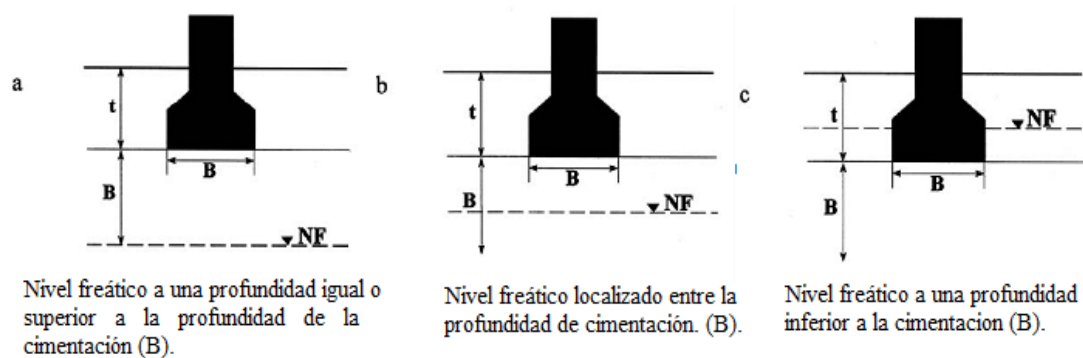 a
t
B
B
NF
Nivel freático a una profundidad igual o
superior a la profundidad de la
cimentación (B).
b
t
B
B
NF
Nivel freático localizado entre la
profundidad de cimentación. (B).
c
t
NF
B
B
Nivel freático a una profundidad
inferior a la cimentacion (B).